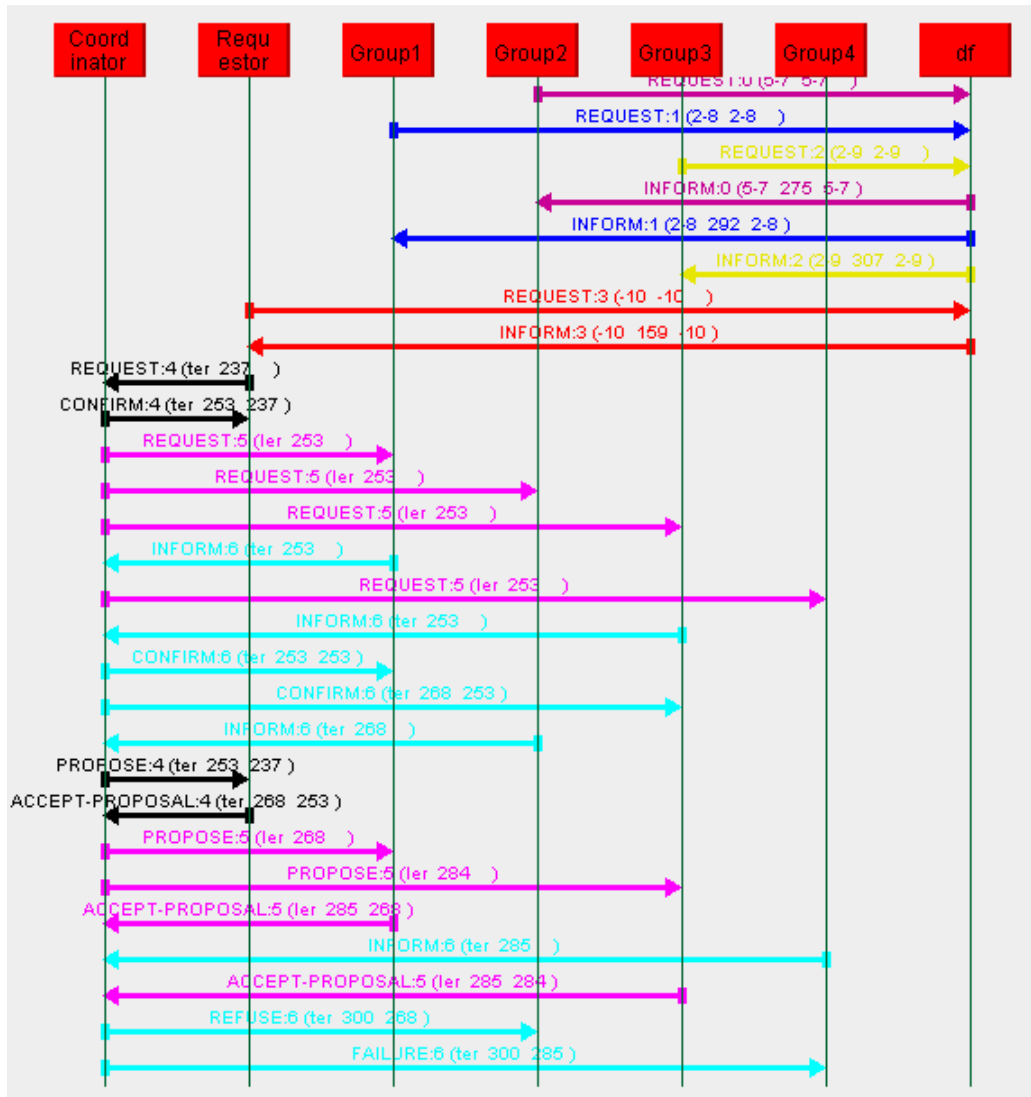 Coord
inator
Requ
estor
Group1
Group2
Group3
Group4
df
REQUEST:0 (5-7 5-7 )
REQUEST:1 (2-8 2-8 )
REQUEST:2 (2-9 2-9 )
INFORM:0 (5-7 275 5-7 )
INFORM:1 (2-8 292 2-8 )
INFORM:2 (2-9 307 2-9 )
REQUEST:3 (-10 -10 )
INFORM:3 (-10 159 -10 )
REQUEST:4 (ter 237 )
CONFIRM:4 (ter 253 237 )
REQUEST:5 (ler 253 )
REQUEST:5 (ler 253 )
REQUEST:5 (ler 253 )
INFORM:6 (ter 253 )
REQUEST:5 (ler 253 )
INFORM:6 (ter 253 )
CONFIRM:6 (ter 253 253 )
CONFIRM:6 (ter 268 253 )
INFORM:6 (ter 268 )
PROPOSE:4 (ter 253 237 )
ACCEPT-PROPOSAL:4 (ter 268 253 )
PROPOSE:5 (ler 268 )
PROPOSE:5 (ler 284 )
ACCEPT-PROPOSAL:5 (ler 285 268 )
INFORM:6 (ter 285 )
ACCEPT-PROPOSAL:5 (ler 285 284 )
REFUSE:6 (ter 300 268 )
FAILURE:6 (ter 300 285 )